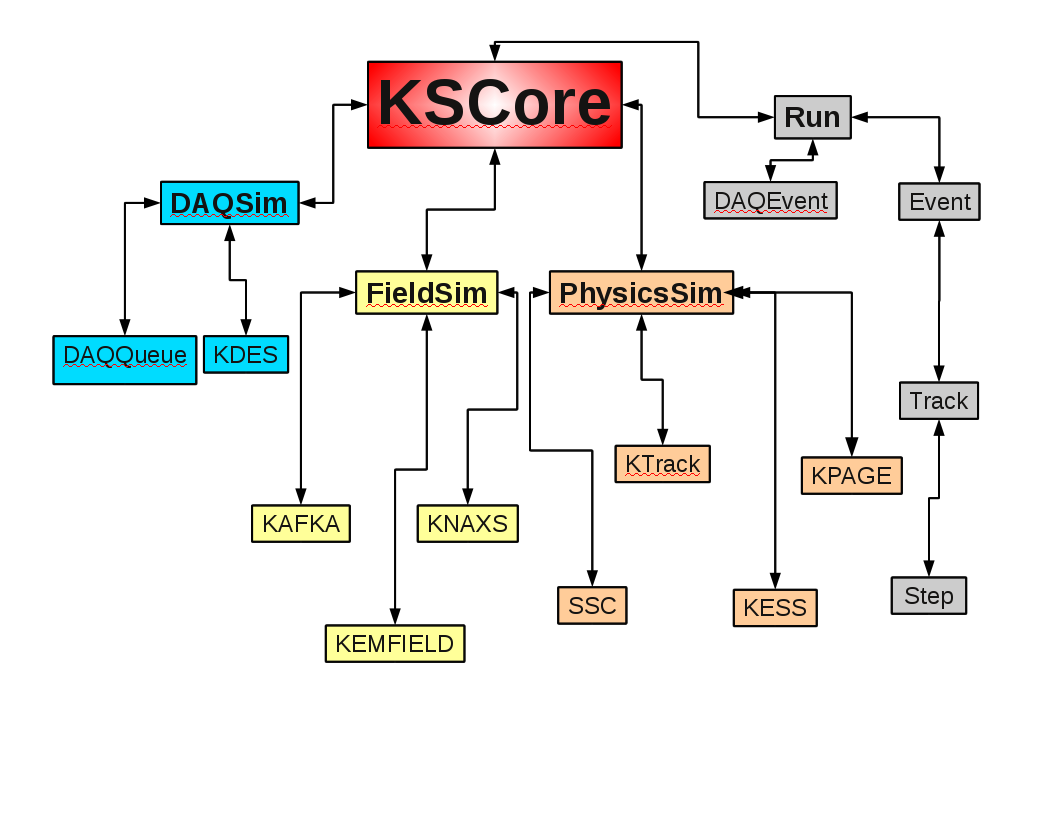 KSCore
Run
DAQSim
DAQEvent
Event
FieldSim
PhysicsSim
DAQQueue
KDES
Track
KTrack
KPAGE
KAFKA
KNAXS
SSC
KESS
Step
KEMFIELD